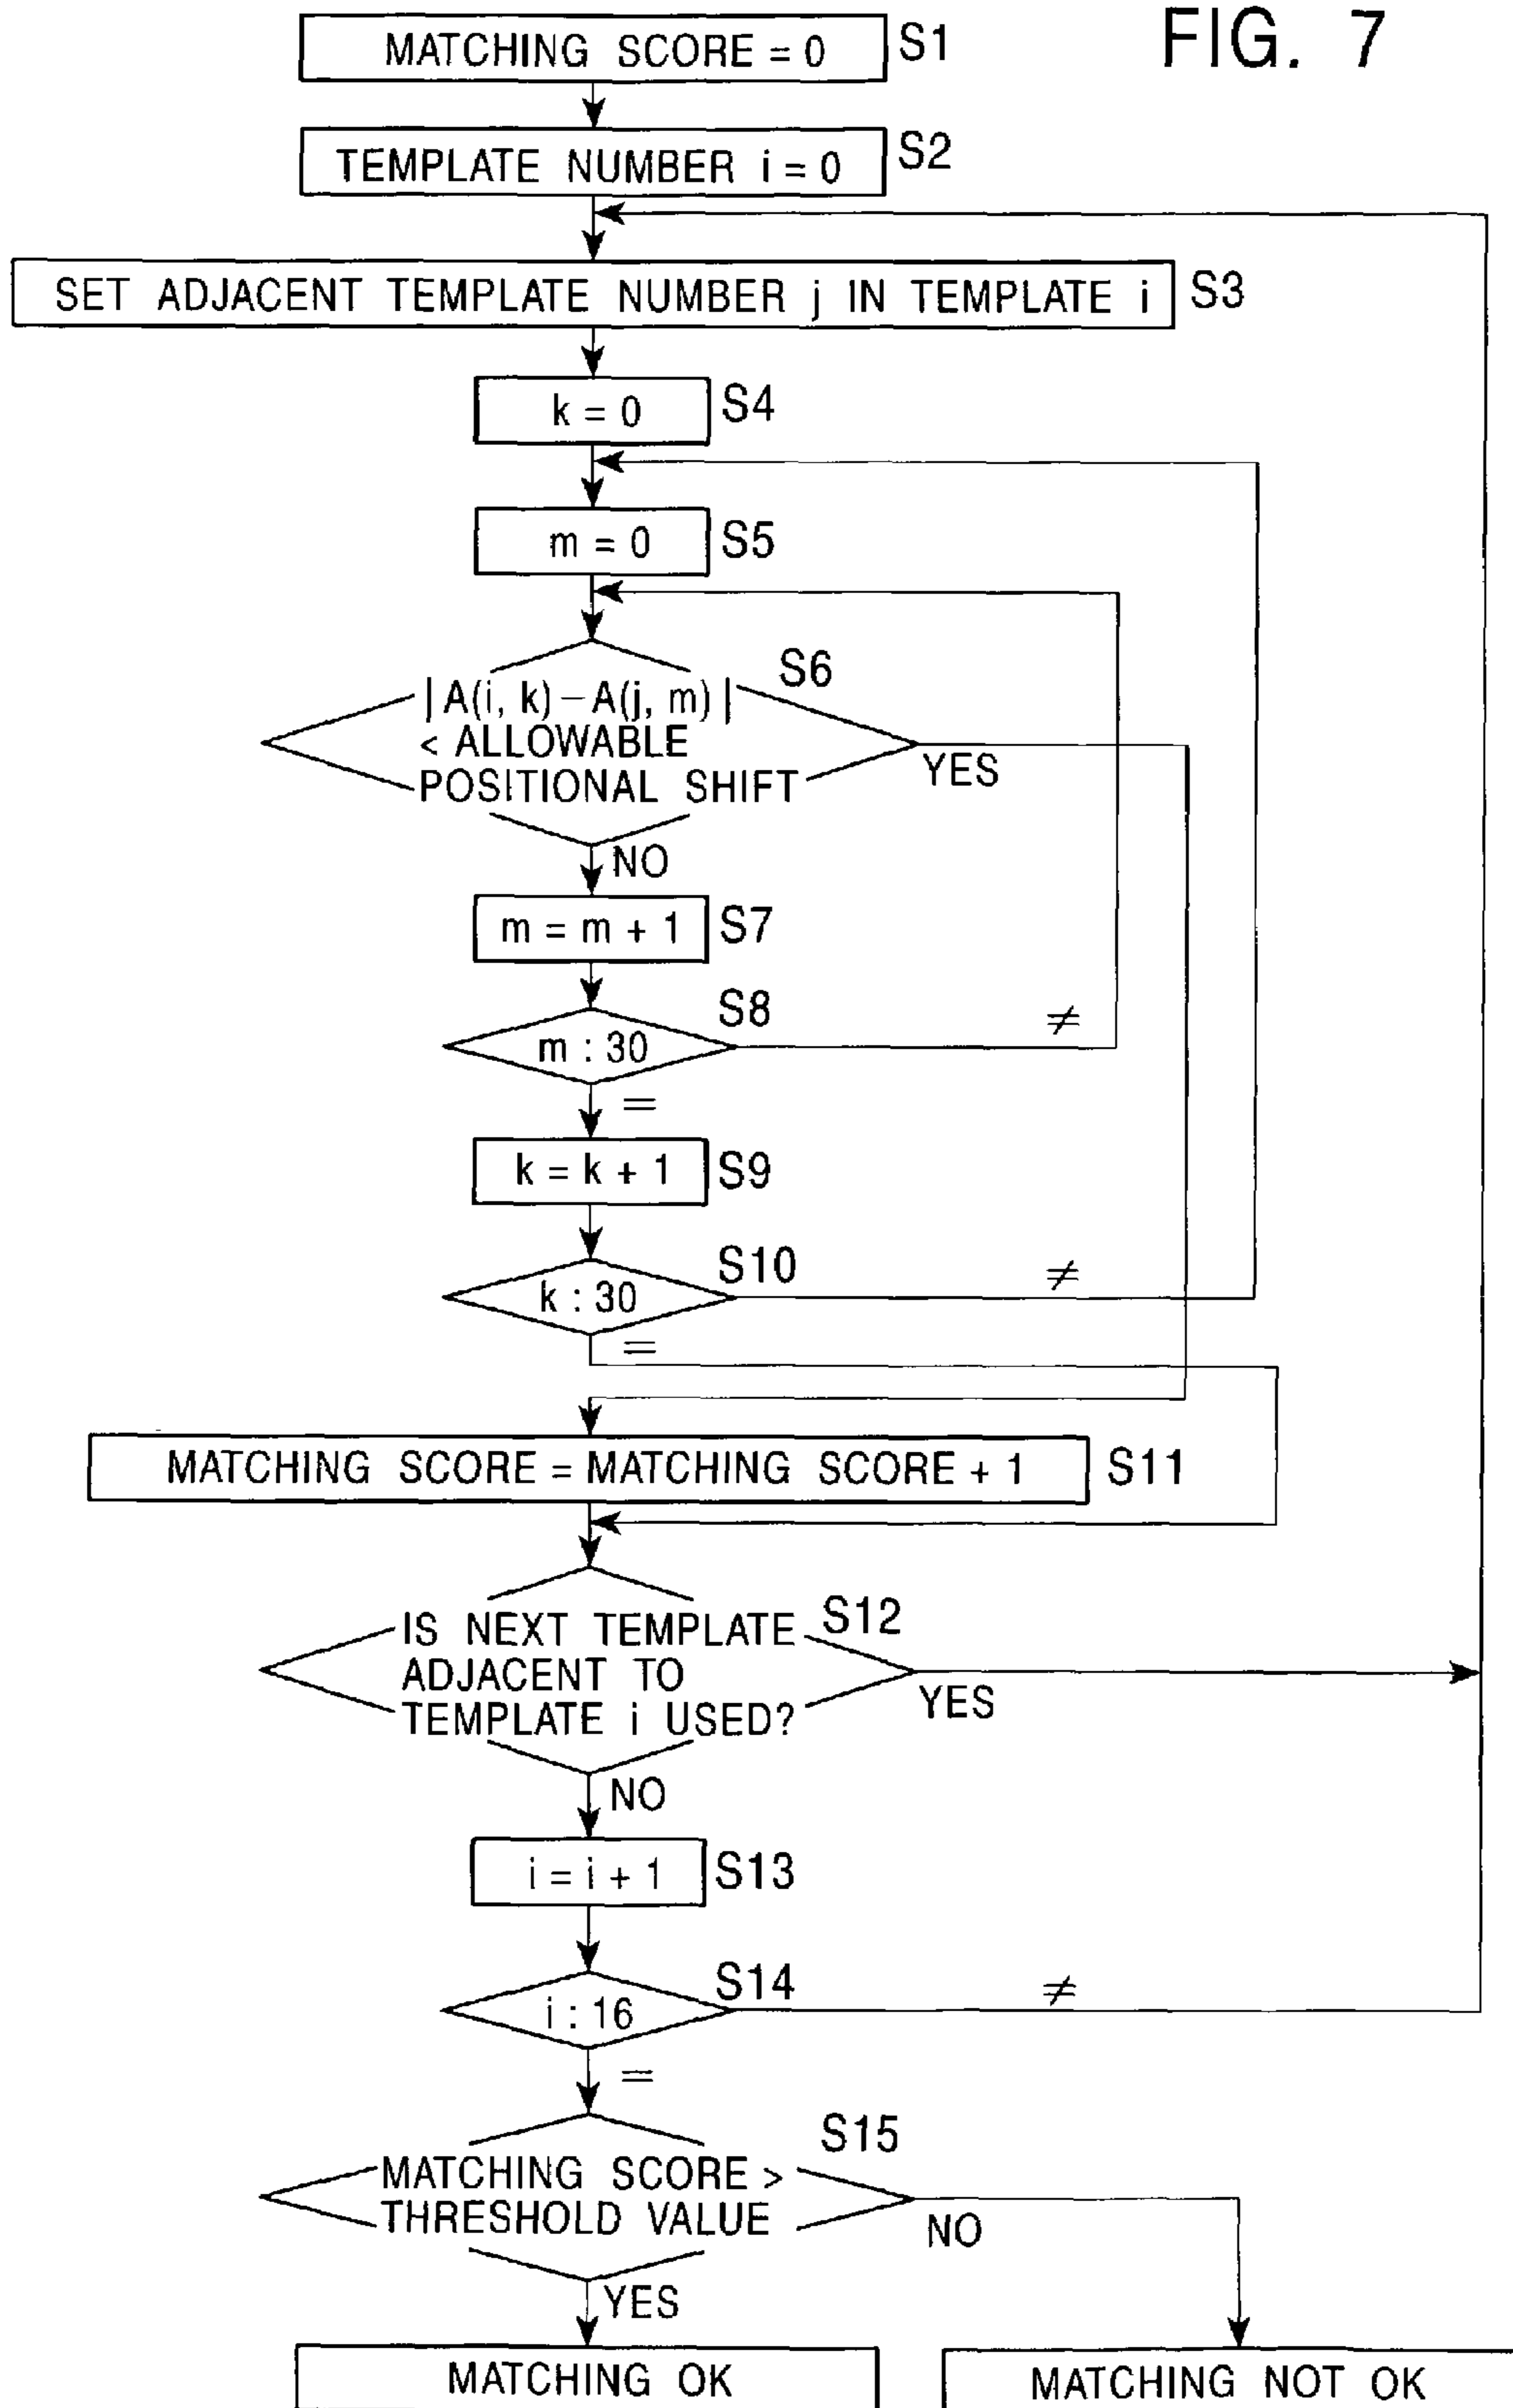 FIG. 7
MATCHING SCORE = 0 S1
TEMPLATE NUMBER i = 0 S2
SET ADJACENT TEMPLATE NUMBER j IN TEMPLATE i S3
k = 0 S4
m = 0 S5
S6
|A(i, k) – A(j, m)|
< ALLOWABLE
POSITIONAL SHIFT
YES
NO
m = m + 1 S7
S8
m : 30
≠
=
k = k + 1 S9
S10
k : 30
≠
=
MATCHING SCORE = MATCHING SCORE + 1 S11
S12
IS NEXT TEMPLATE
ADJACENT TO
TEMPLATE i USED?
YES
NO
i = i + 1 S13
S14
i : 16
≠
=
S15
MATCHING SCORE >
THRESHOLD VALUE
NO
YES
MATCHING OK
MATCHING NOT OK